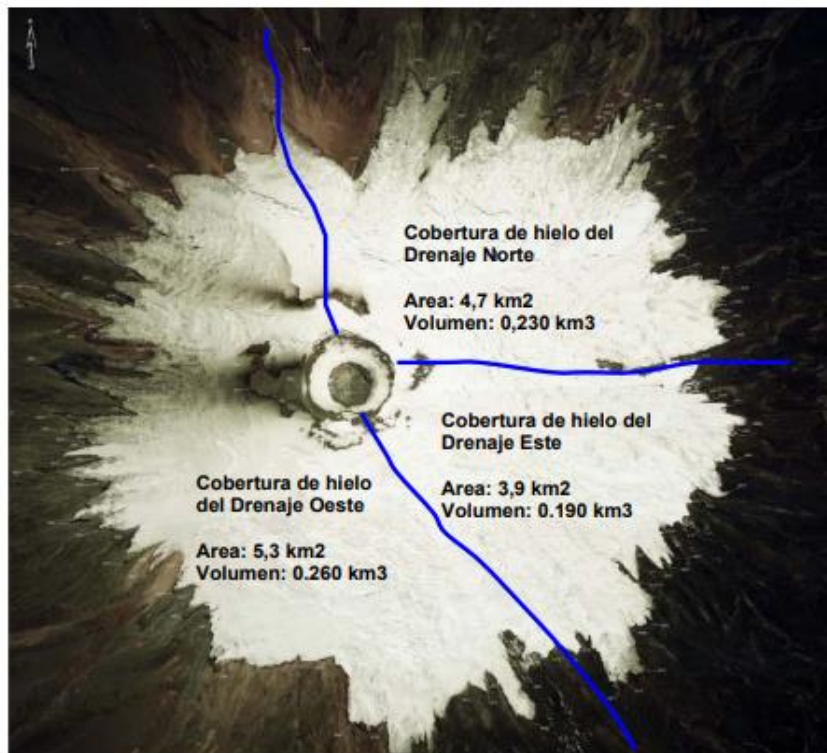 Cobertura de hielo del
Drenaje Norte
Area: 4,7 km2
Volumen: 0,230 km3
Cobertura de hielo del
Drenaje Este
Area: 3,9 km2
Volumen: 0.190 km3
Cobertura de hielo
del Drenaje Oeste
Area: 5,3 km2
Volumen: 0.260 km3